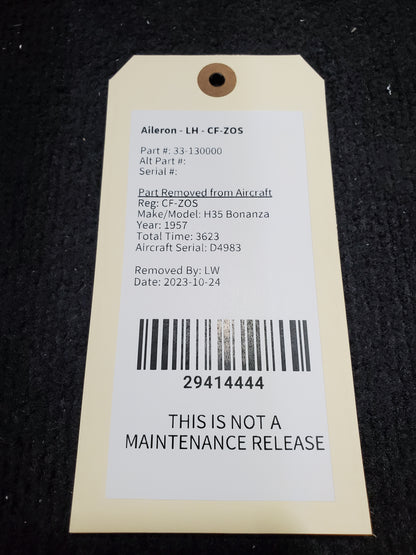 Aileron - LH - CF-ZOS
Part #: 33-130000
Alt Part #:
Serial #:
Part Removed from Aircraft
Reg: CF-ZOS
Make/Model: H35 Bonanza
Year: 1957
Total Time: 3623
Aircraft Serial: D4983
Removed By: LW
Date: 2023-10-24
29414444
THIS IS NOT A
MAINTENANCE RELEASE